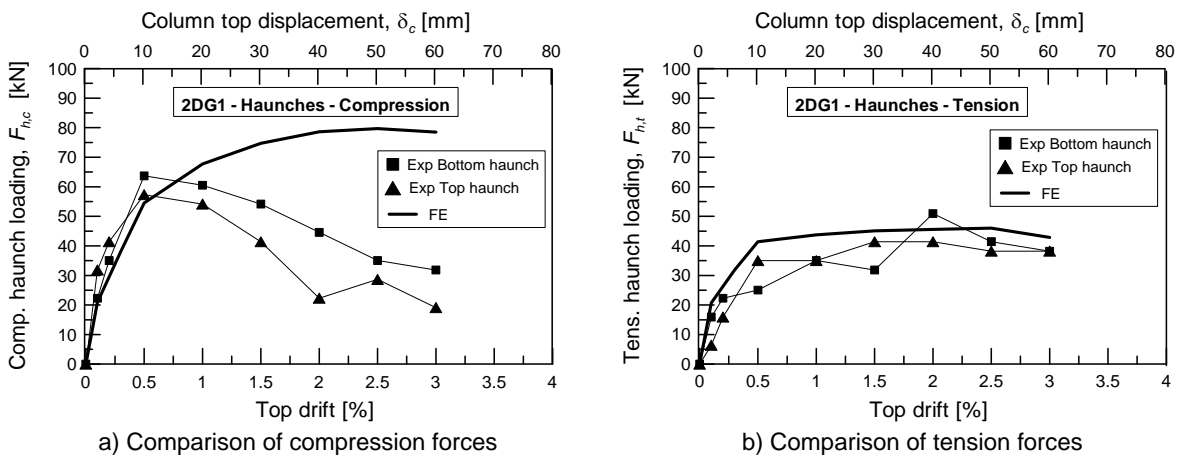 Column top displacement, δc [mm]
0 10 20 30 40 50 60 70 80
100
90
80
70
60
50
40
30
20
10
0
Comp. haunch loading, Fh,c [kN]
2DG1 - Haunches - Compression
Exp Bottom haunch
Exp Top haunch
FE
0 0.5 1 1.5 2 2.5 3 3.5 4
Top drift [%]
a) Comparison of compression forces
Column top displacement, δc [mm]
0 10 20 30 40 50 60 70 80
100
90
80
70
60
50
40
30
20
10
0
Tens. haunch loading, Fh,t [kN]
2DG1 - Haunches - Tension
Exp Bottom haunch
Exp Top haunch
FE
0 0.5 1 1.5 2 2.5 3 3.5 4
Top drift [%]
b) Comparison of tension forces